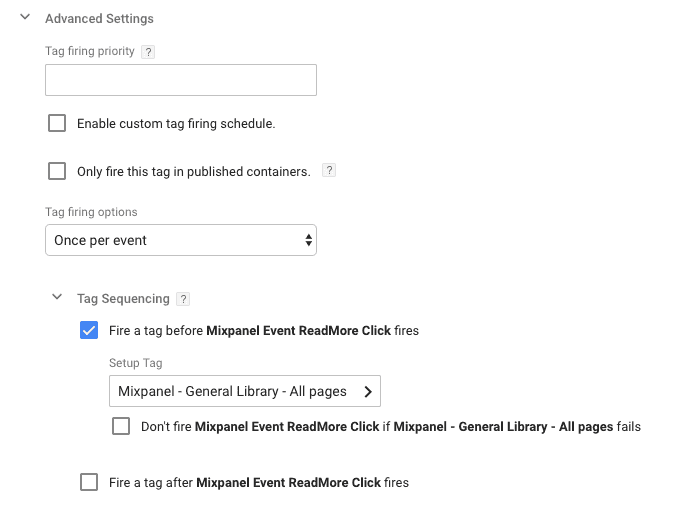 Advanced Settings
Tag firing priority ?
Enable custom tag firing schedule.
Only fire this tag in published containers. ?
Tag firing options
Once per event
Tag Sequencing ?
Fire a tag before Mixpanel Event ReadMore Click fires
Setup Tag
Mixpanel - General Library - All pages
Don't fire Mixpanel Event ReadMore Click if Mixpanel - General Library - All pages fails
Fire a tag after Mixpanel Event ReadMore Click fires